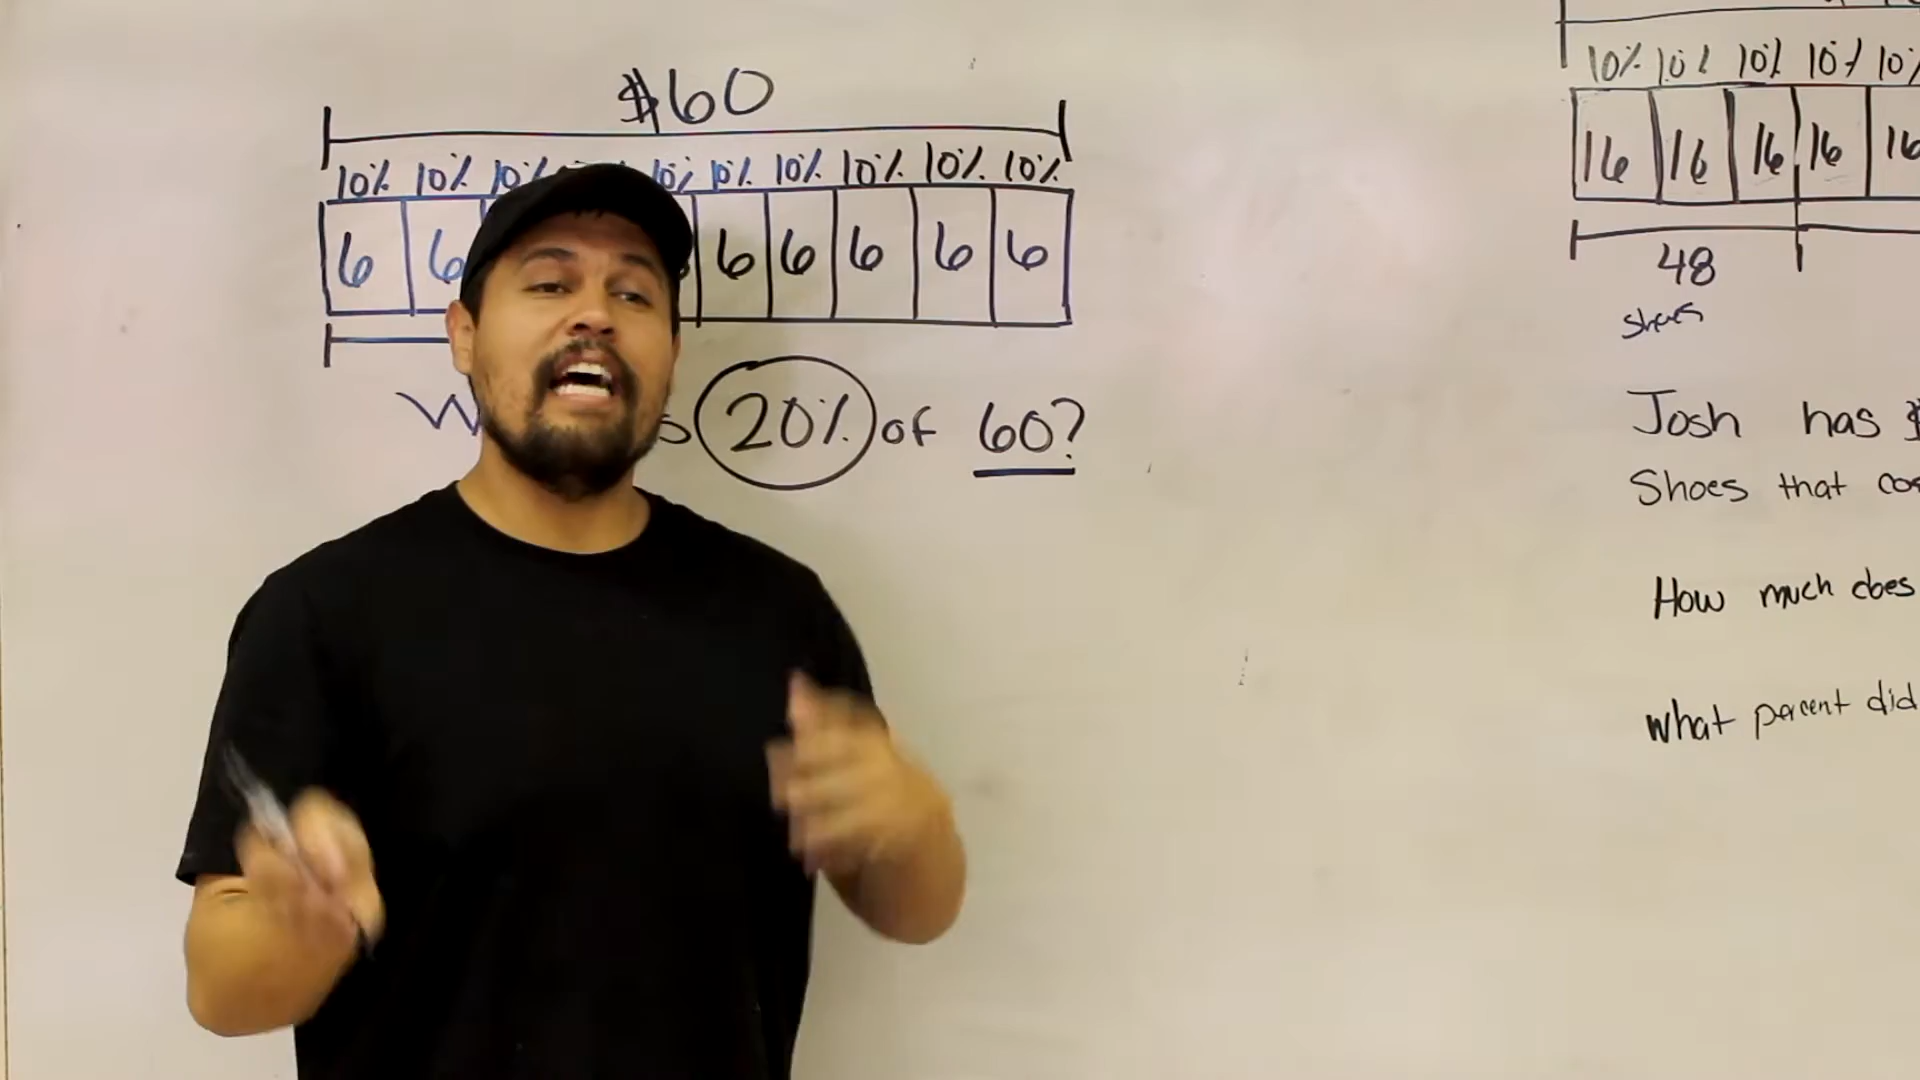 $60
10% 10% 10% 10% 10% 10% 10% 10% 10%
6 6 6 6 6 6 6
20% of 60?
10% 10% 10% 10% 10%
16 16 16 16 16
48
shoes
Josh has $
Shoes that
How much does
what percent did